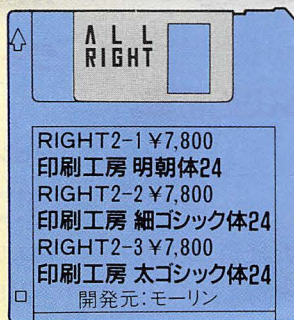 ALL
RIGHT
RIGHT2-1 ¥7,800
印刷工房 明朝体24
RIGHT2-2 ¥7,800
印刷工房 細ゴシック体24
RIGHT2-3 ¥7,800
印刷工房 太ゴシック体24
開発元:モーリン